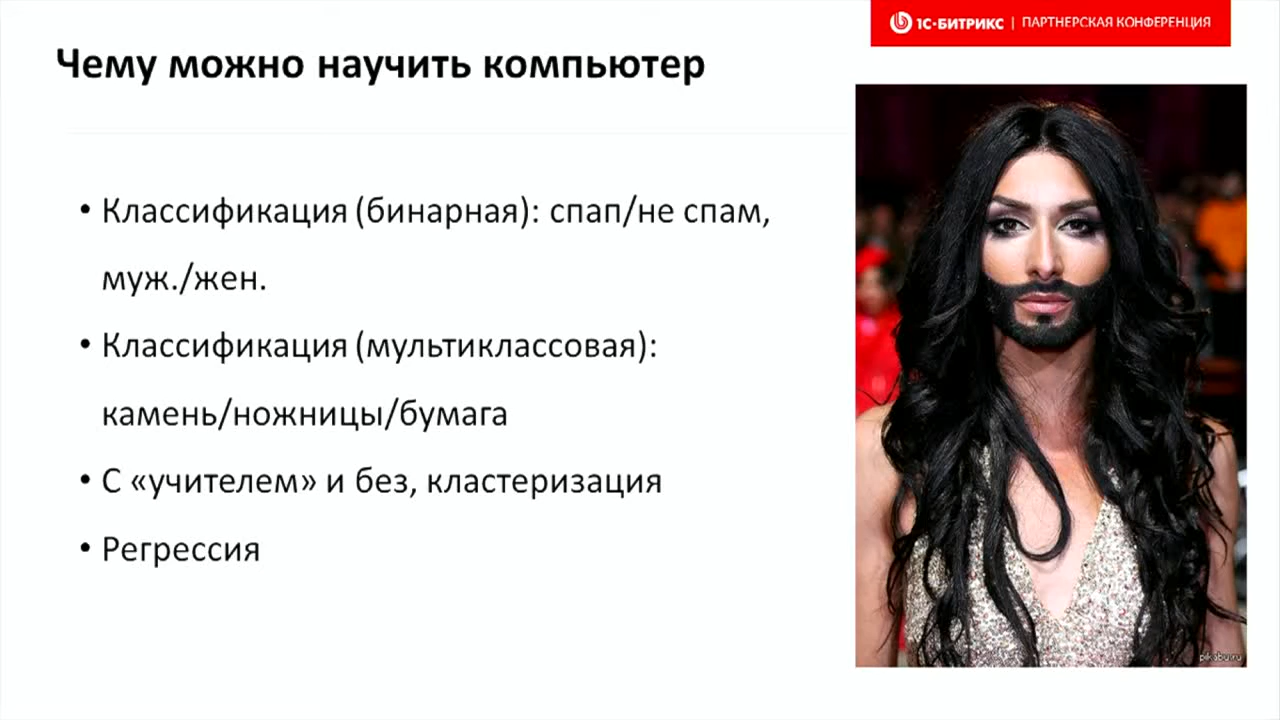 1С-БИТРИКС | ПАРТНЕРСКАЯ КОНФЕРЕНЦИЯ
Чему можно научить компьютер
• Классификация (бинарная): спап/не спам,
муж./жен.
• Классификация (мультиклассовая):
камень/ножницы/бумага
• С «учителем» и без, кластеризация
• Регрессия
pikabu.ru